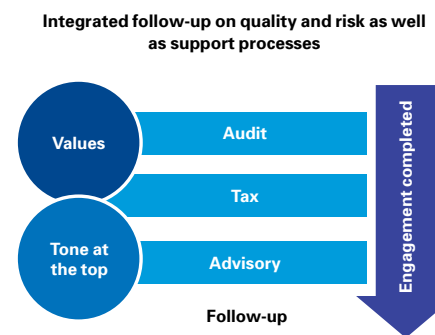 Integrated follow-up on quality and risk as well
as support processes
Values
Audit
Tax
Tone at
the top
Advisory
Engagement completed
Follow-up